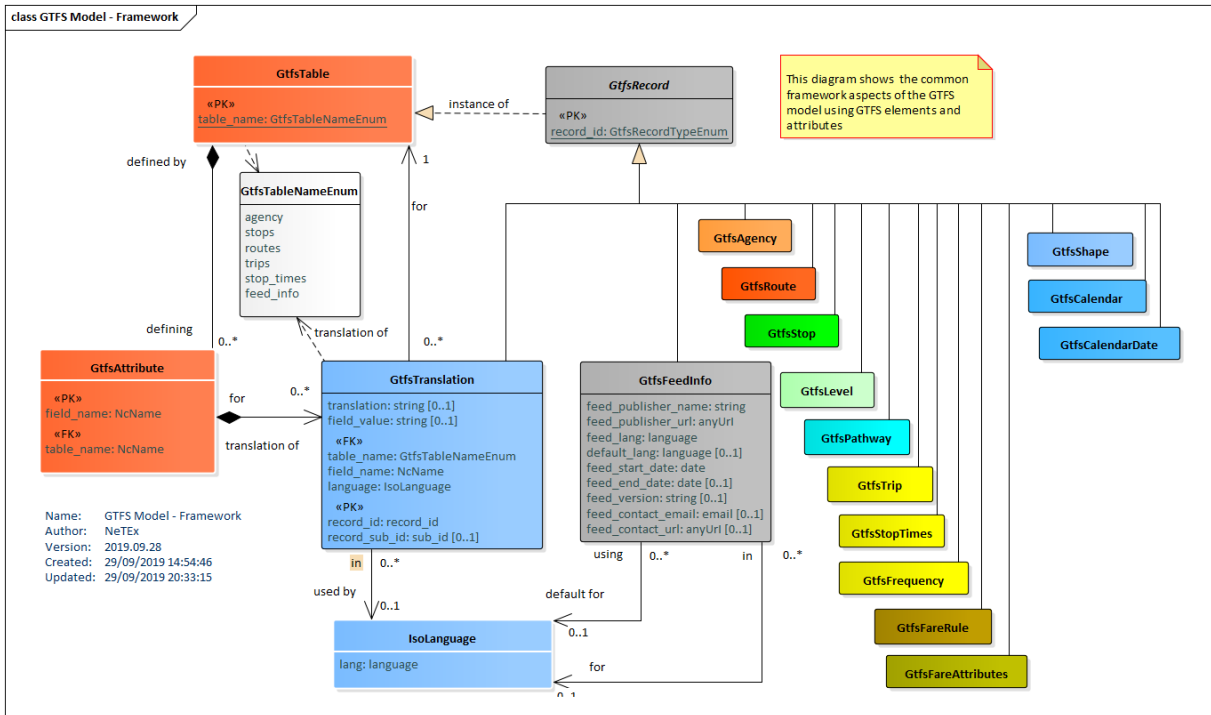 class GTFS Model - Framework
GtfsTable
«PK»
table_name: GtfsTableNameEnum
instance of
GtfsRecord
«PK»
record_id: GtfsRecordTypeEnum
This diagram shows the common
framework aspects of the GTFS
model using GTFS elements and
attributes
defined by
1
for
GtfsTableNameEnum
agency
stops
routes
trips
stop_times
feed_info
GtfsAgency
GtfsRoute
GtfsStop
GtfsShape
GtfsCalendar
GtfsCalendarDate
defining
0..*
translation of
0..*
GtfsAttribute
«PK»
field_name: NcName
«FK»
table_name: NcName
for
0..*
translation of
GtfsTranslation
translation: string [0..1]
field_value: string [0..1]
«FK»
table_name: GtfsTableNameEnum
field_name: NcName
language: IsoLanguage
«PK»
record_id: record_id
record_sub_id: sub_id [0..1]
GtfsFeedInfo
feed_publisher_name: string
feed_publisher_url: anyUrl
feed_lang: language
default_lang: language [0..1]
feed_start_date: date
feed_end_date: date [0..1]
feed_version: string [0..1]
feed_contact_email: email [0..1]
feed_contact_url: anyUrl [0..1]
GtfsLevel
GtfsPathway
GtfsTrip
GtfsStopTimes
GtfsFrequency
GtfsFareRule
GtfsFareAttributes
Name: GTFS Model - Framework
Author: NeTEx
Version: 2019.09.28
Created: 29/09/2019 14:54:46
Updated: 29/09/2019 20:33:15
in
0..*
using
0..*
in
0..*
used by
0..1
default for
0..1
IsoLanguage
lang: language
for
0..1